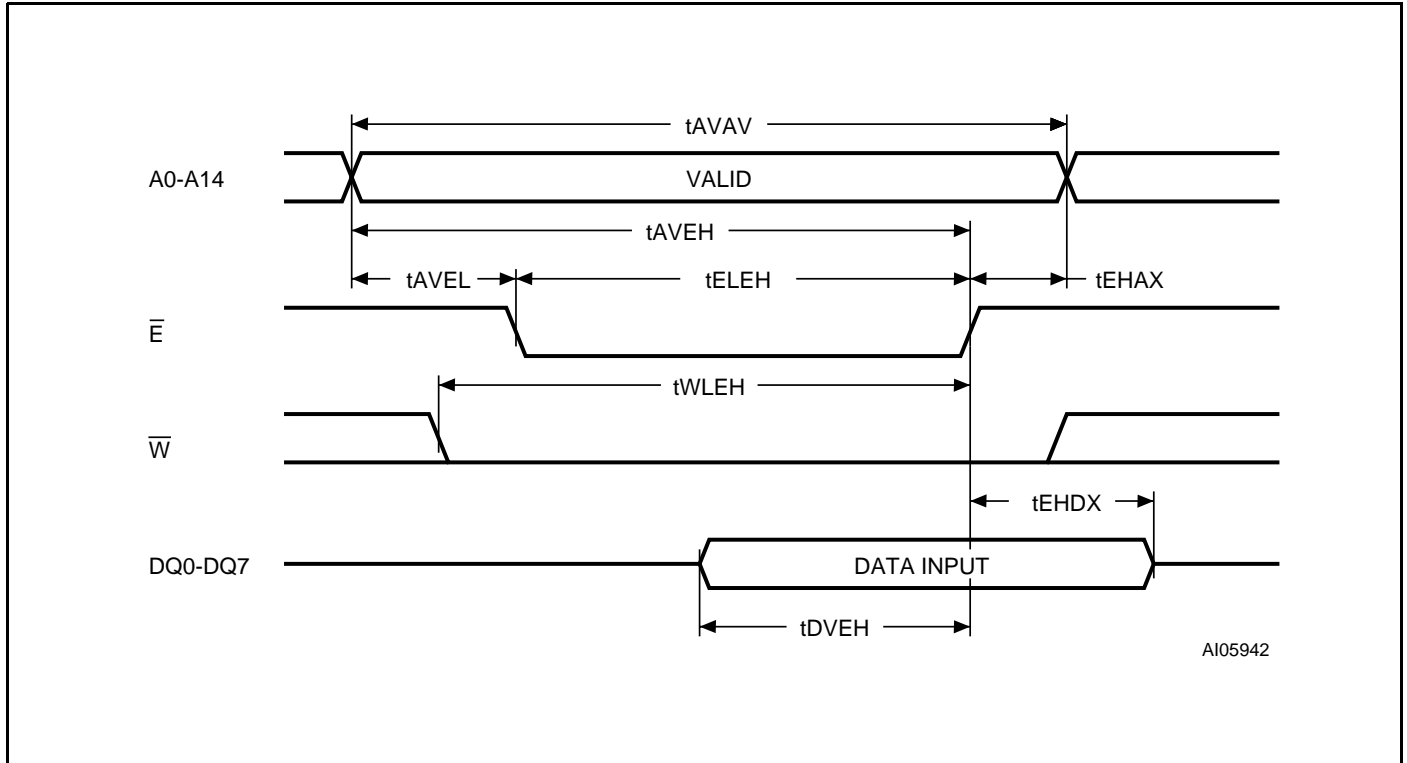 tAVAV
A0-A14
VALID
tAVEH
tAVEL
tELEH
tEHAX
E̅
tWLEH
W̅
tEHDX
DQ0-DQ7
DATA INPUT
tDVEH
AI05942